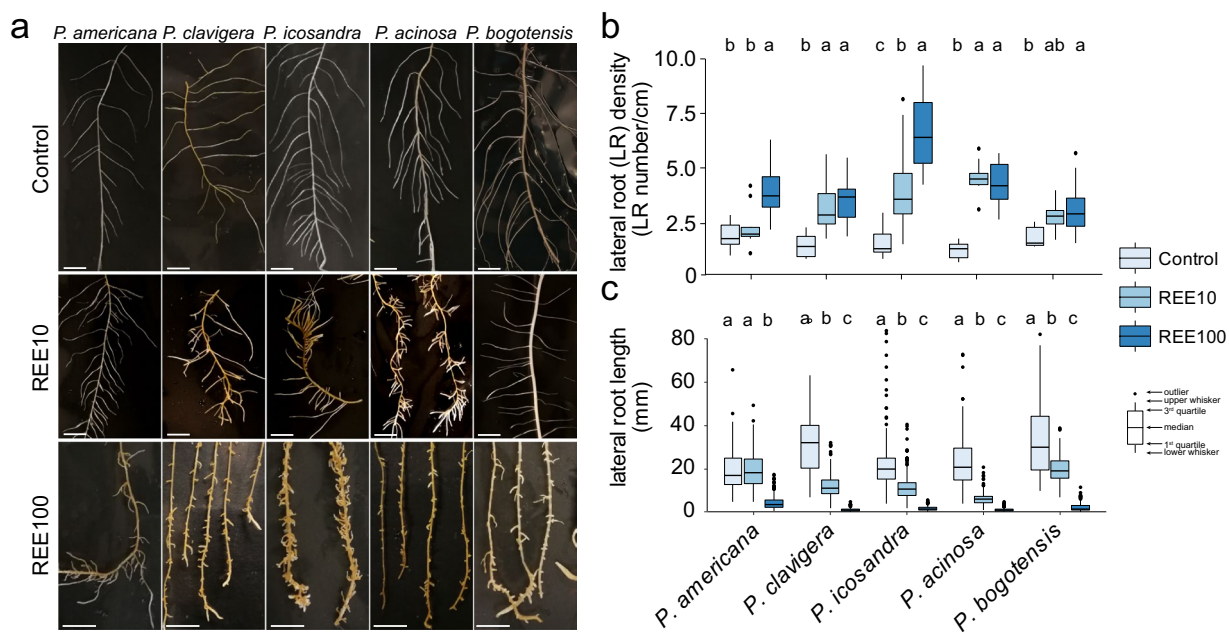 a
P. americana P. clavigera P. icosandra P. acinosa P. bogotensis
Control
REE10
REE100
b
b b a b a a c b a b a a b ab a
lateral root (LR) density
(LR number/cm)
10.0
7.5
5.0
2.5
0
c
a a b a b c a b c a b c a b c
lateral root length
(mm)
80
60
40
20
0
P. americana
P. clavigera
P. icosandra
P. acinosa
P. bogotensis
Control
REE10
REE100
outlier
upper whisker
3rd quartile
median
1st quartile
lower whisker